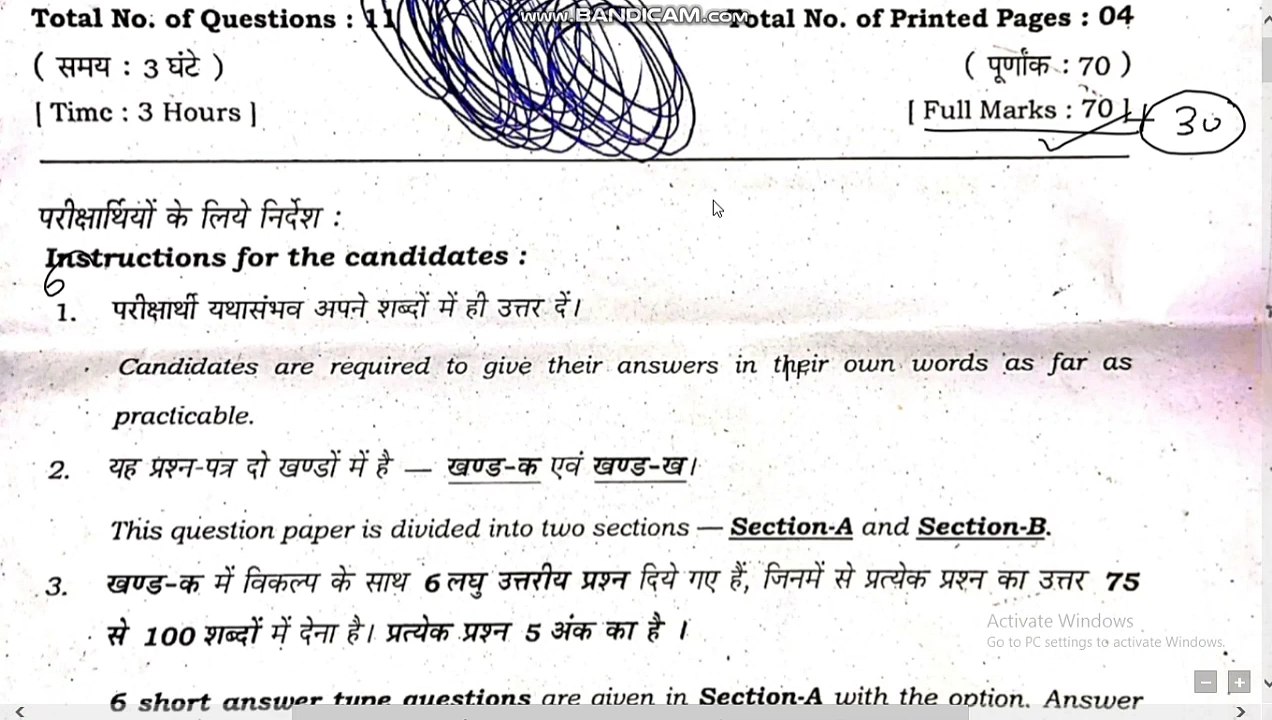 www.BANDICAM.com
Total No. of Questions : 11
Total No. of Printed Pages : 04
( समय : 3 घंटे )
( पूर्णांक : 70 )
[ Time : 3 Hours ]
[ Full Marks : 70 ]
30
परीक्षार्थियों के लिये निर्देश :
Instructions for the candidates :
6
1. परीक्षार्थी यथासंभव अपने शब्दों में ही उत्तर दें।
Candidates are required to give their answers in their own words as far as
practicable.
2. यह प्रश्न-पत्र दो खण्डों में है — खण्ड-क एवं खण्ड-ख।
This question paper is divided into two sections — Section-A and Section-B.
3. खण्ड-क में विकल्प के साथ 6 लघु उत्तरीय प्रश्न दिये गए हैं, जिनमें से प्रत्येक प्रश्न का उत्तर 75
से 100 शब्दों में देना है। प्रत्येक प्रश्न 5 अंक का है ।
Activate Windows
Go to PC settings to activate Windows.
6 short answer type questions are given in Section-A with the option. Answer